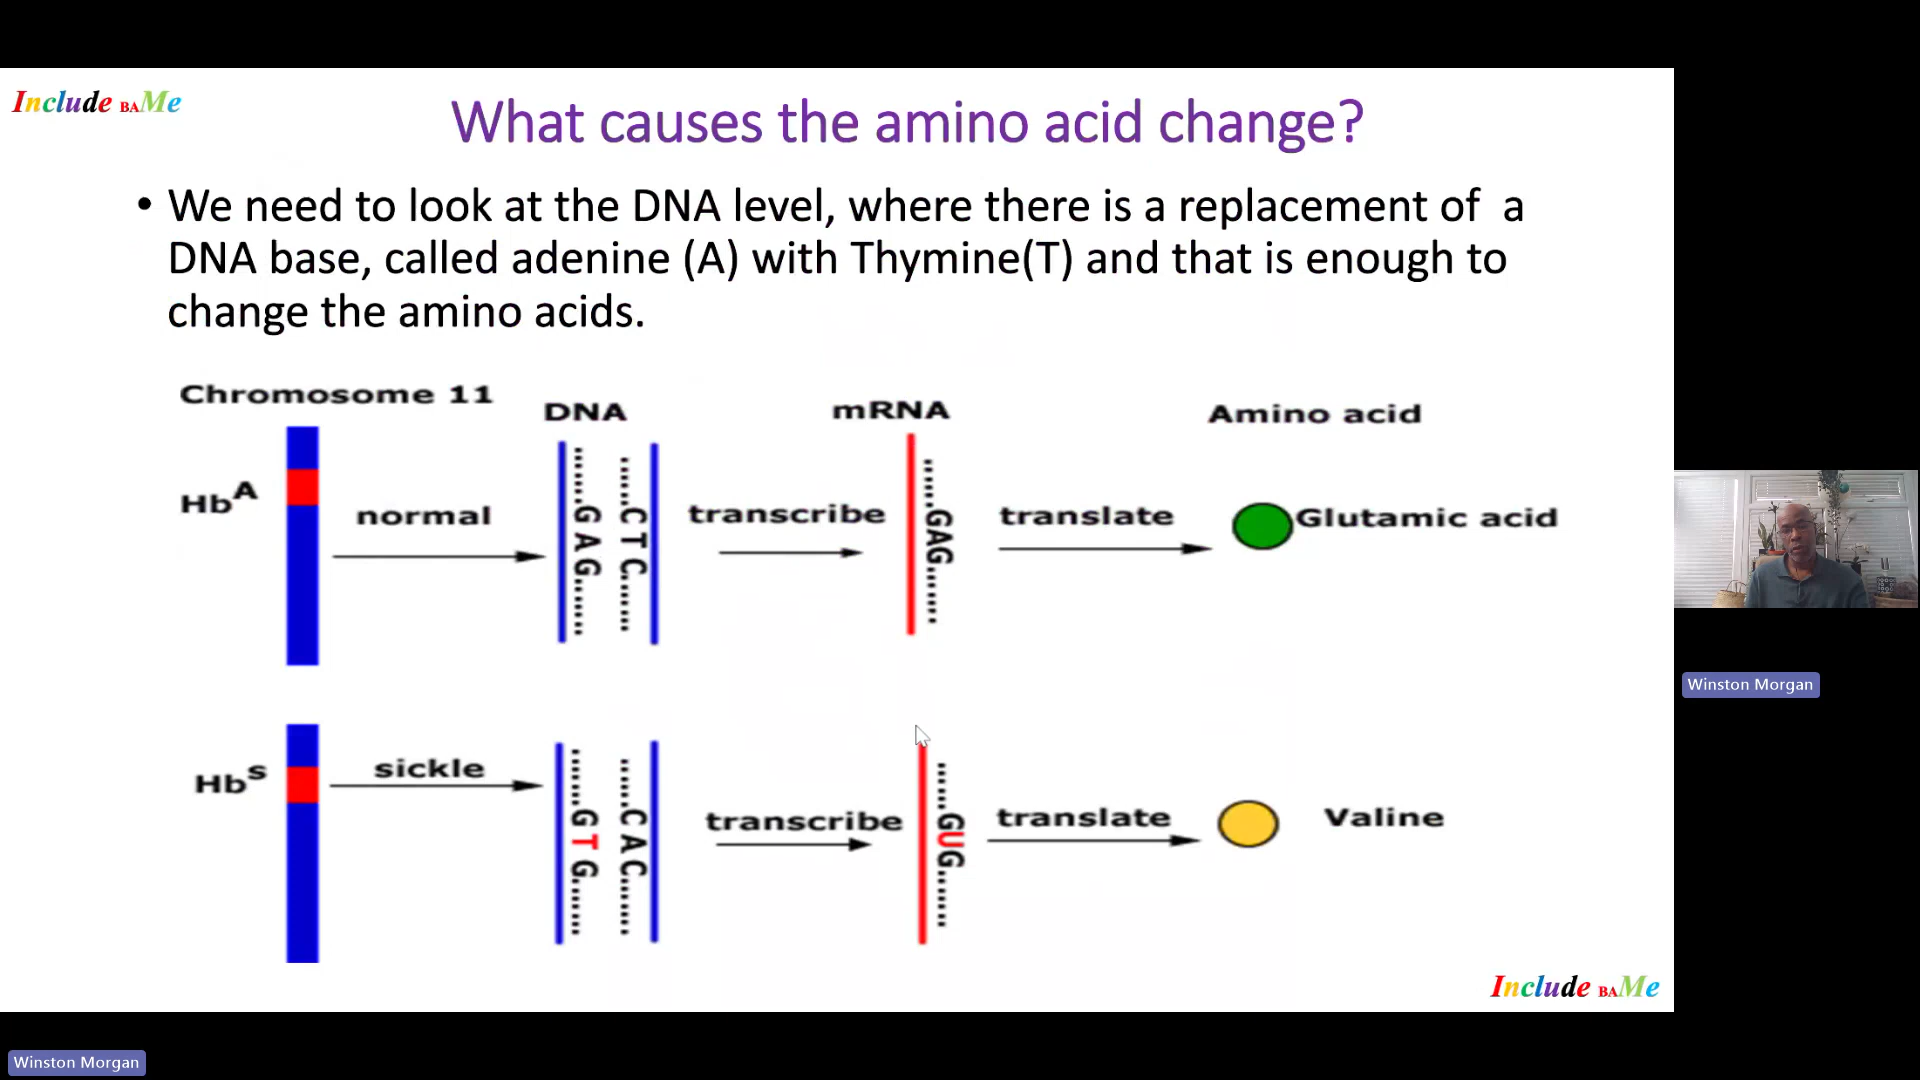 Include BAMe
What causes the amino acid change?
• We need to look at the DNA level, where there is a replacement of a
DNA base, called adenine (A) with Thymine(T) and that is enough to
change the amino acids.
Chromosome 11
DNA
mRNA
Amino acid
HbA
normal
......GAG.......
......CTC......
transcribe
.....GAG......
translate
Glutamic acid
Winston Morgan
HbS
sickle
.......GTG.......
......CAC.......
transcribe
......GUG.......
translate
Valine
Include BAMe
Winston Morgan